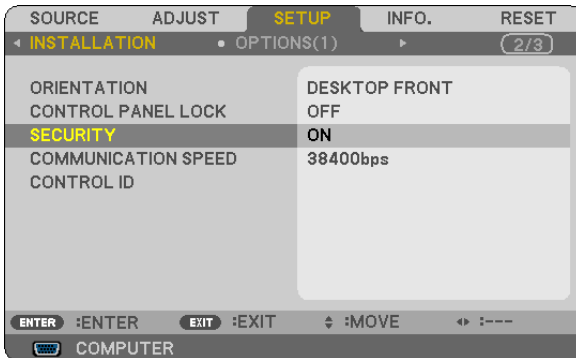 SOURCE ADJUST SETUP INFO. RESET
INSTALLATION • OPTIONS(1) 2/3
ORIENTATION DESKTOP FRONT
CONTROL PANEL LOCK OFF
SECURITY ON
COMMUNICATION SPEED 38400bps
CONTROL ID
ENTER :ENTER EXIT :EXIT :MOVE :---
COMPUTER